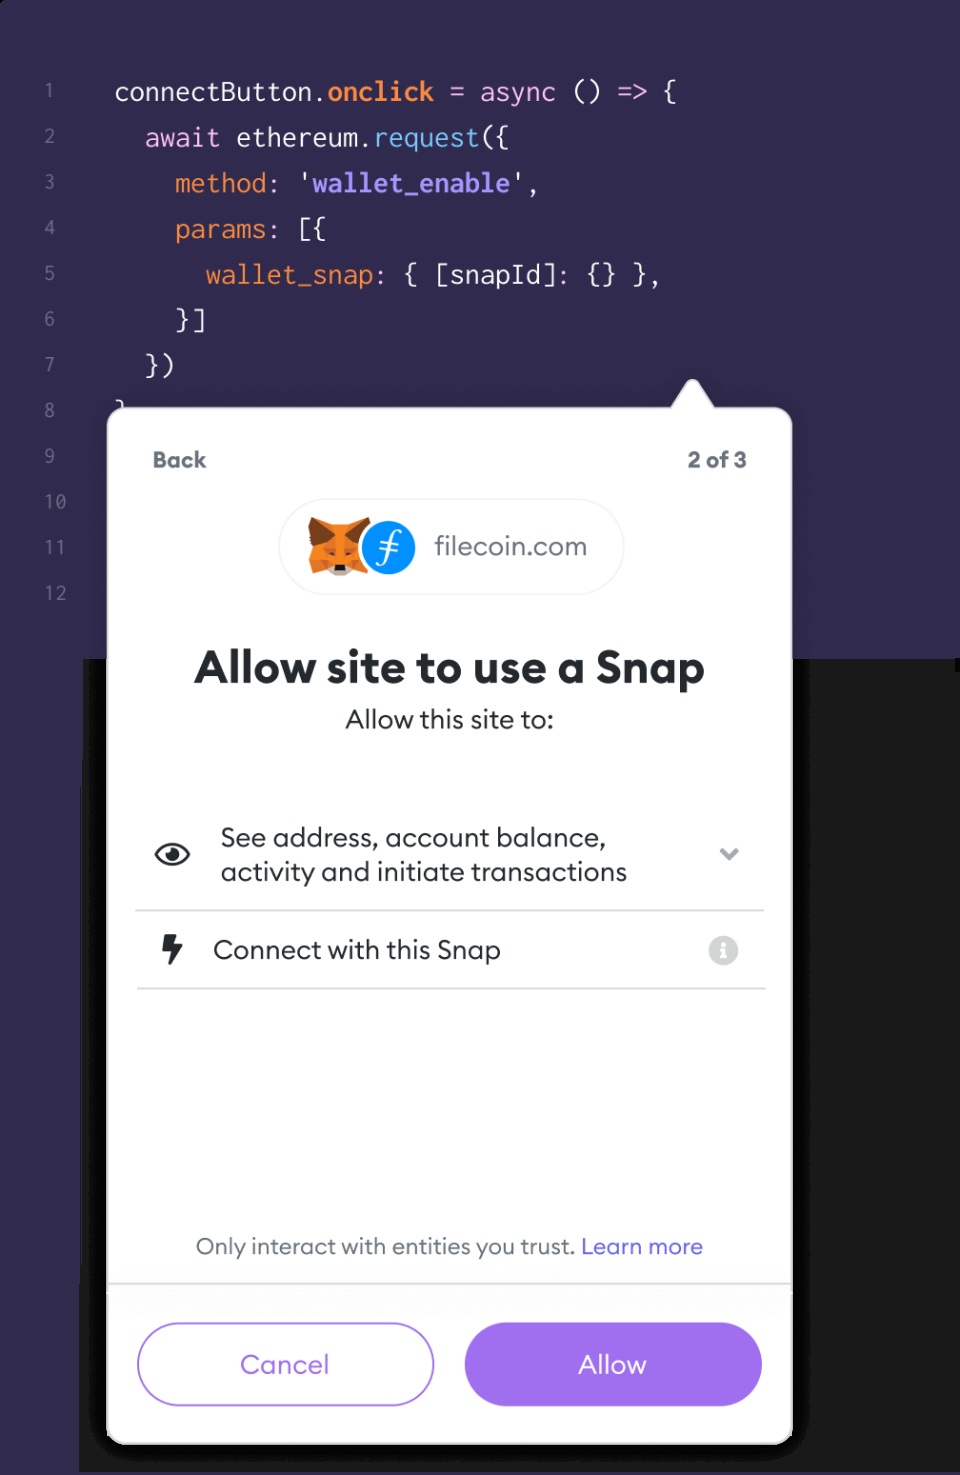 1 connectButton.onclick = async () => {
2 await ethereum.request({
3 method: 'wallet_enable',
4 params: [{
5 wallet_snap: { [snapId]: {} },
6 }]
7 })
8
9
10
11
12
Back
2 of 3
filecoin.com
Allow site to use a Snap
Allow this site to:
See address, account balance,
activity and initiate transactions
Connect with this Snap
Only interact with entities you trust. Learn more
Cancel
Allow